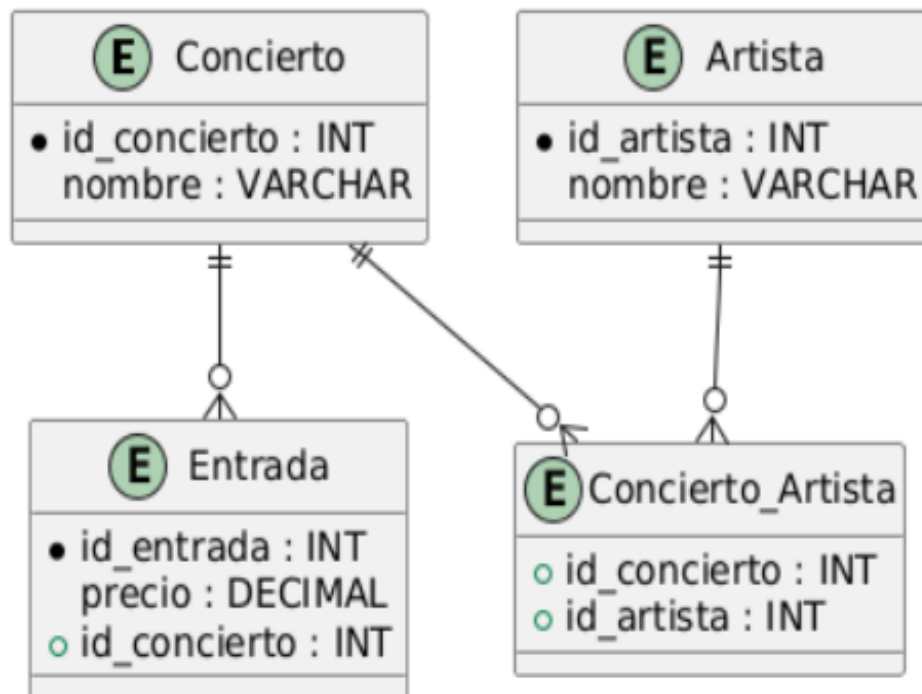 E Concierto
id_concierto : INT
nombre : VARCHAR
E Artista
id_artista : INT
nombre : VARCHAR
E Entrada
id_entrada : INT
precio : DECIMAL
id_concierto : INT
E Concierto_Artista
id_concierto : INT
id_artista : INT